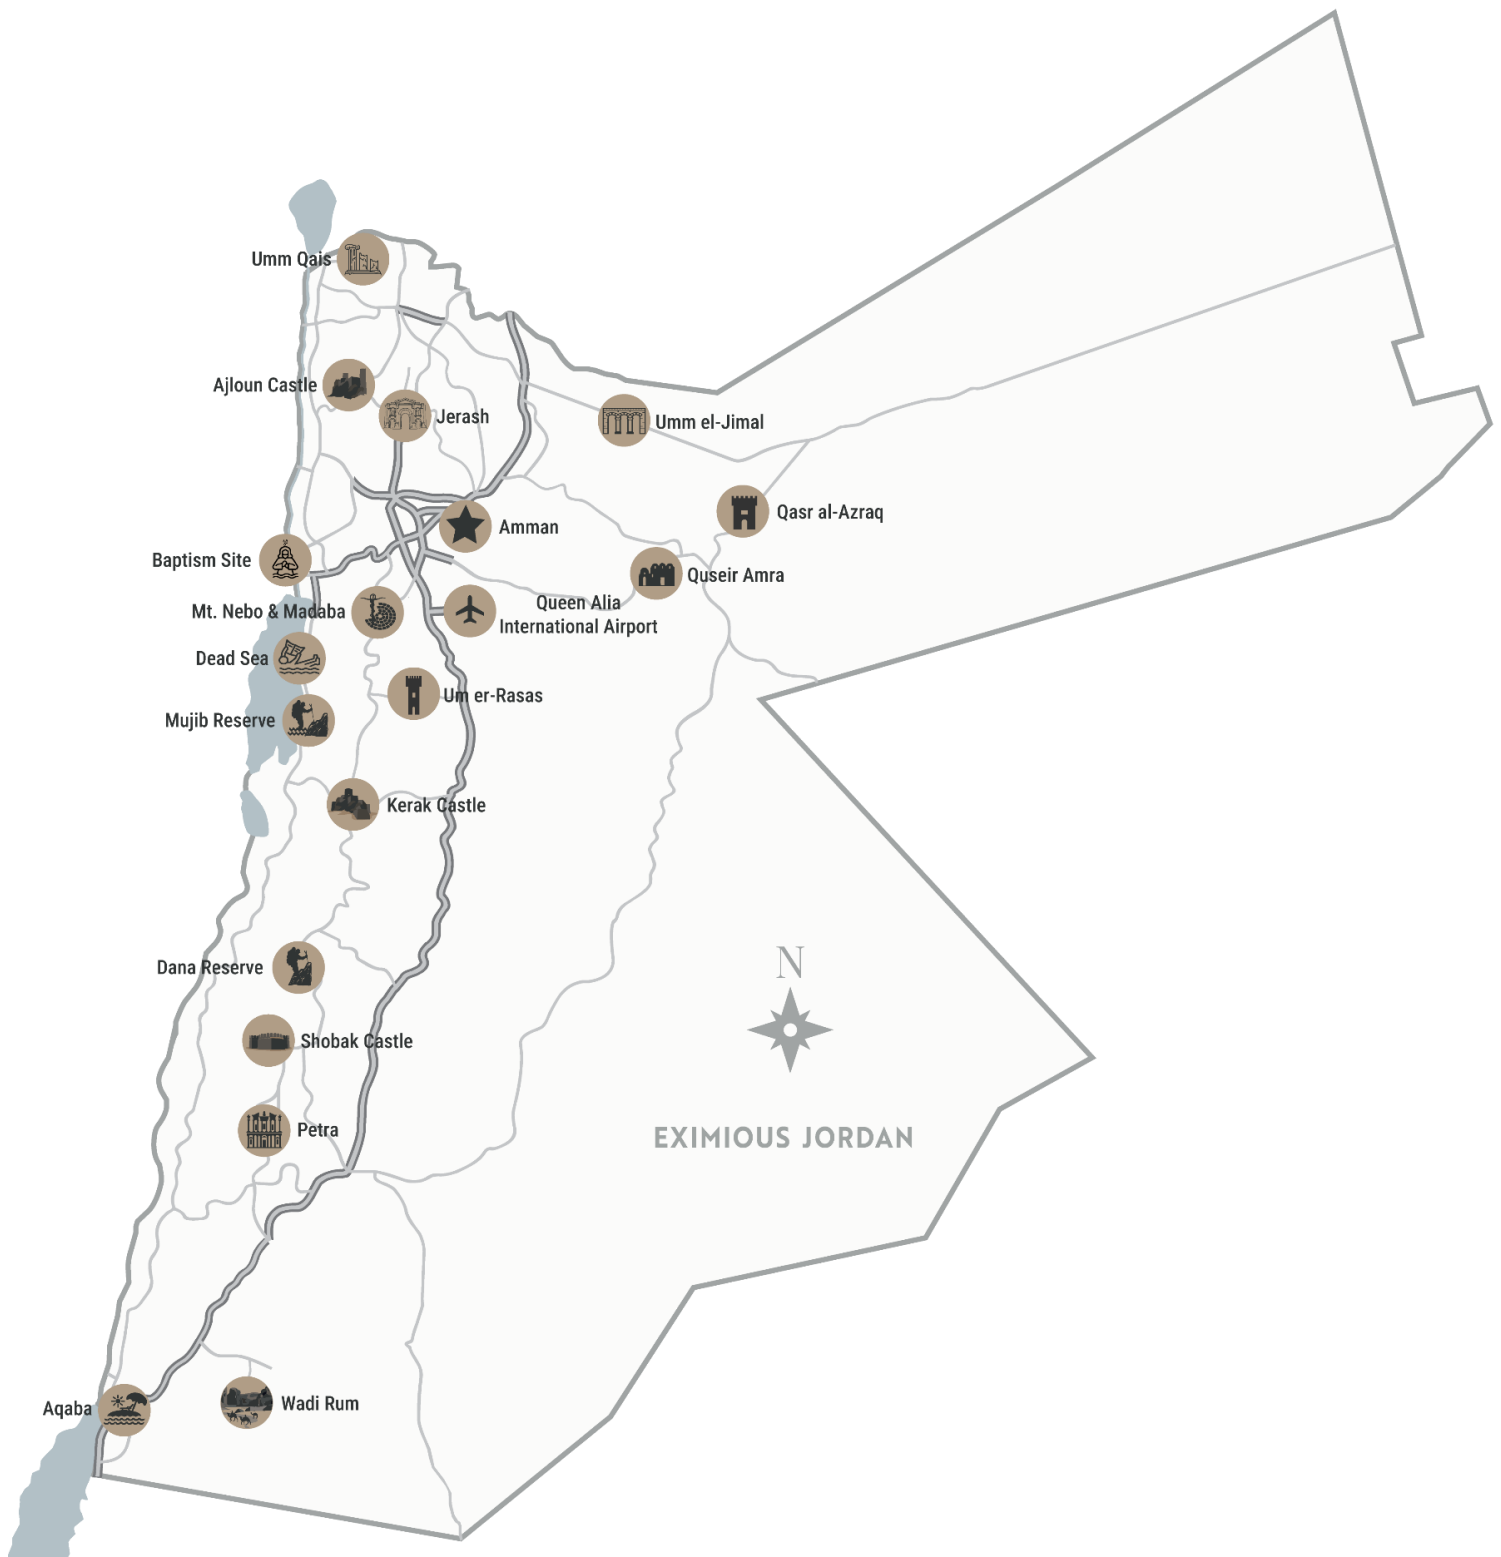 Umm Qais
Ajloun Castle
Jerash
Umm el-Jimal
Qasr al-Azraq
Amman
Baptism Site
Quseir Amra
Mt. Nebo & Madaba
Queen Alia
International Airport
Dead Sea
Um er-Rasas
Mujib Reserve
Kerak Castle
N
Dana Reserve
Shobak Castle
Petra
EXIMIOUS JORDAN
Aqaba
Wadi Rum